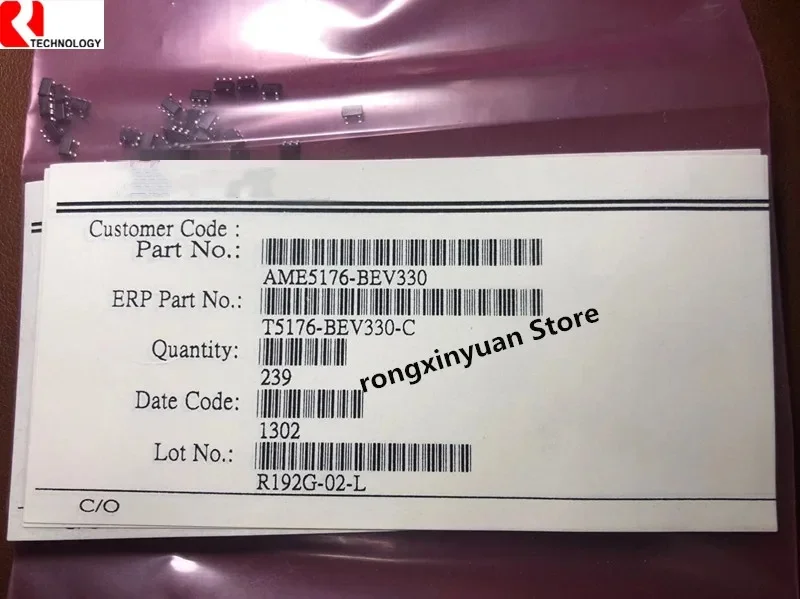 R TECHNOLOGY
Customer Code :
Part No.:
AME5176-BEV330
ERP Part No.:
T5176-BEV330-C
Quantity:
239
Date Code:
1302
Lot No.:
R192G-02-L
C/O
rongxinyuan Store